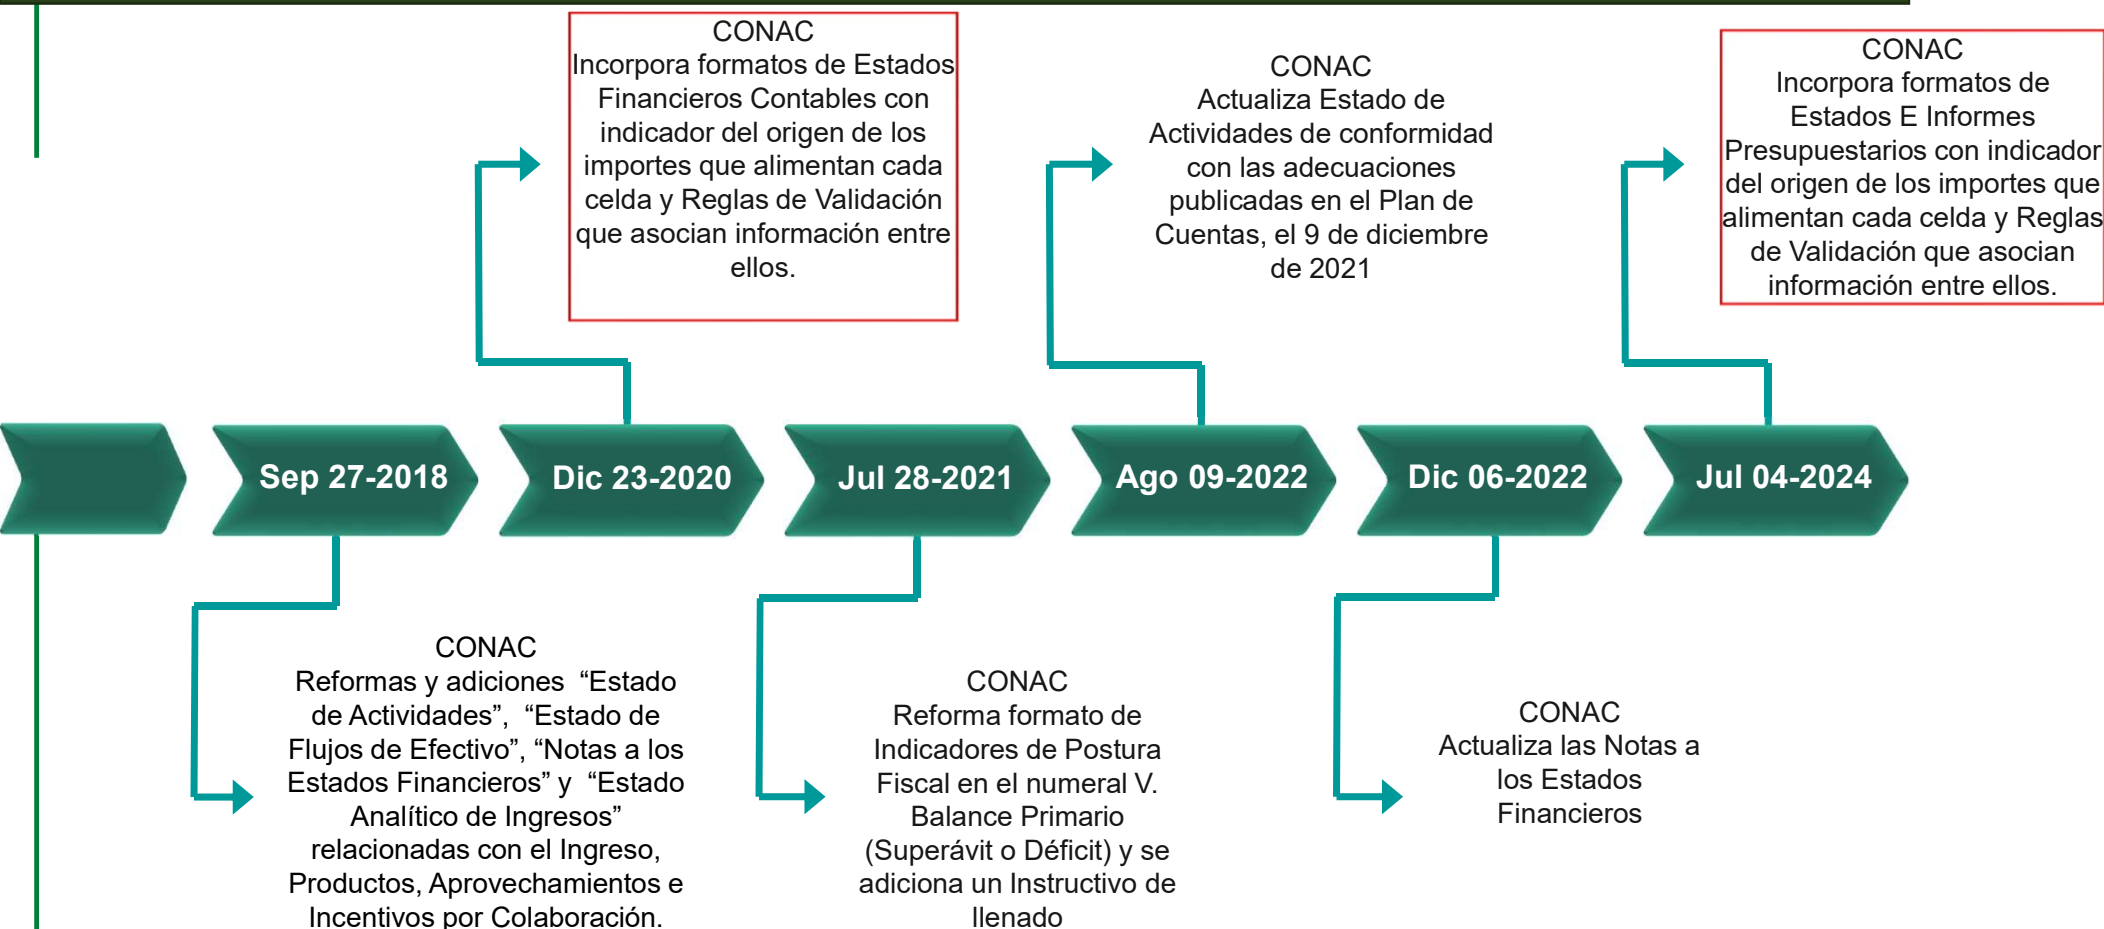 CONAC
Incorpora formatos de Estados
Financieros Contables con
indicador del origen de los
importes que alimentan cada
celda y Reglas de Validación
que asocian información entre
ellos.
CONAC
Actualiza Estado de
Actividades de conformidad
con las adecuaciones
publicadas en el Plan de
Cuentas, el 9 de diciembre
de 2021
CONAC
Incorpora formatos de
Estados E Informes
Presupuestarios con indicador
del origen de los importes que
alimentan cada celda y Reglas
de Validación que asocian
información entre ellos.
Sep 27-2018
Dic 23-2020
Jul 28-2021
Ago 09-2022
Dic 06-2022
Jul 04-2024
CONAC
Reformas y adiciones “Estado
de Actividades”, “Estado de
Flujos de Efectivo”, “Notas a los
Estados Financieros” y “Estado
Analítico de Ingresos”
relacionadas con el Ingreso,
Productos, Aprovechamientos e
Incentivos por Colaboración.
CONAC
Reforma formato de
Indicadores de Postura
Fiscal en el numeral V.
Balance Primario
(Superávit o Déficit) y se
adiciona un Instructivo de
llenado
CONAC
Actualiza las Notas a
los Estados
Financieros